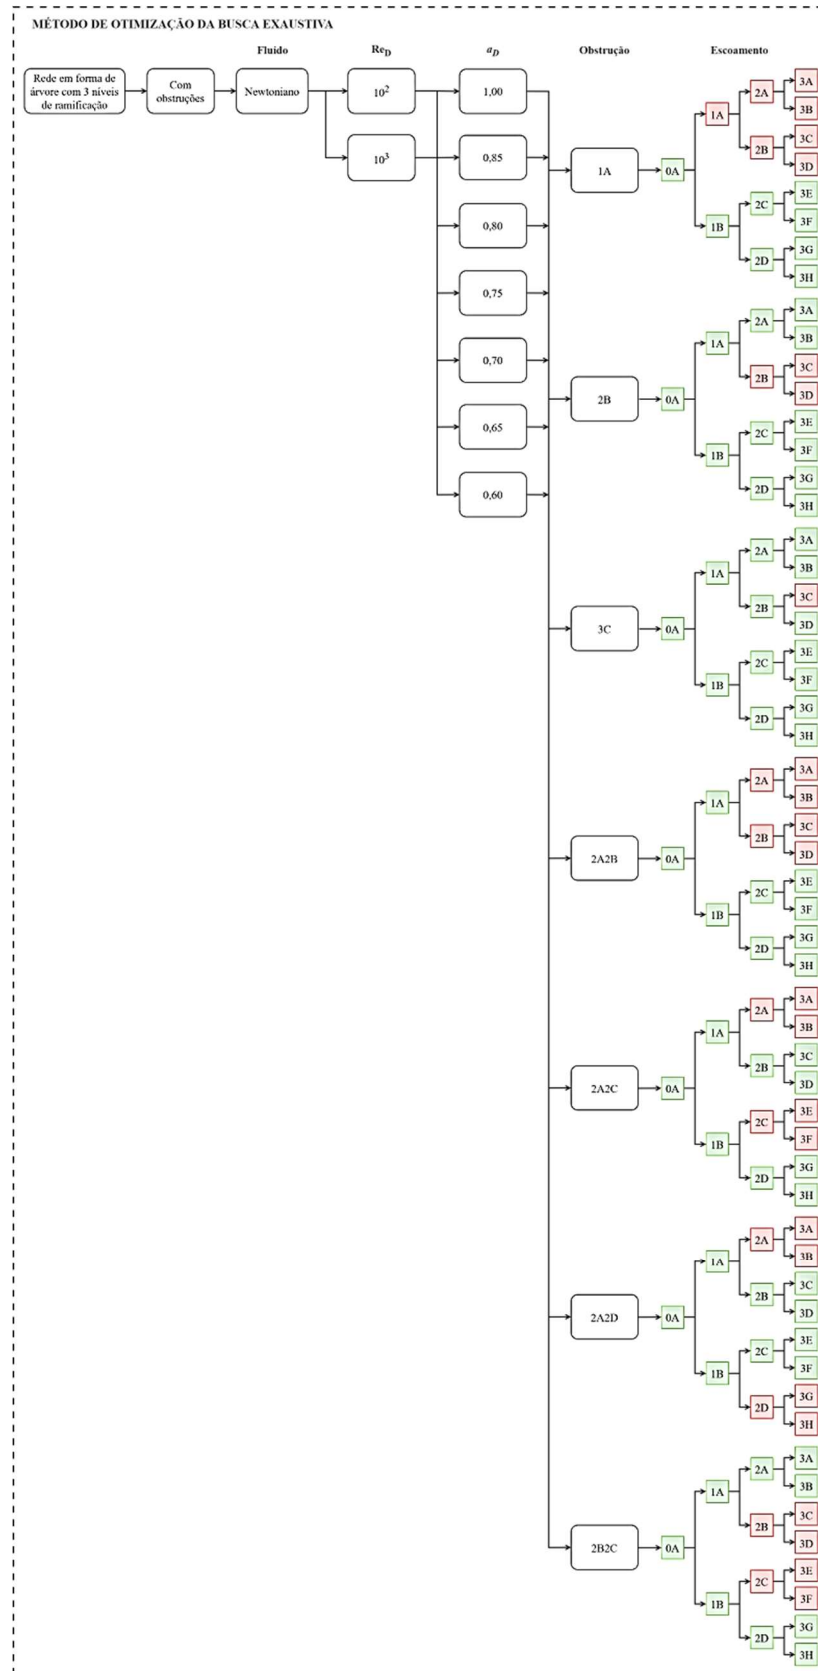 MÉTODO DE OTIMIZAÇÃO DA BUSCA EXAUSTIVA
Fluido
Re_D
a_D
Obstrução
Escoamento
Rede em forma de
árvore com 3 níveis
de ramificação
Com
obstruções
Newtoniano
10²
10³
1,00
0,85
0,80
0,75
0,70
0,65
0,60
1A
0A
1A
1B
2A
2B
2C
2D
3A
3B
3C
3D
3E
3F
3G
3H
2B
0A
1A
1B
2A
2B
2C
2D
3A
3B
3C
3D
3E
3F
3G
3H
3C
0A
1A
1B
2A
2B
2C
2D
3A
3B
3C
3D
3E
3F
3G
3H
2A2B
0A
1A
1B
2A
2B
2C
2D
3A
3B
3C
3D
3E
3F
3G
3H
2A2C
0A
1A
1B
2A
2B
2C
2D
3A
3B
3C
3D
3E
3F
3G
3H
2A2D
0A
1A
1B
2A
2B
2C
2D
3A
3B
3C
3D
3E
3F
3G
3H
2B2C
0A
1A
1B
2A
2B
2C
2D
3A
3B
3C
3D
3E
3F
3G
3H